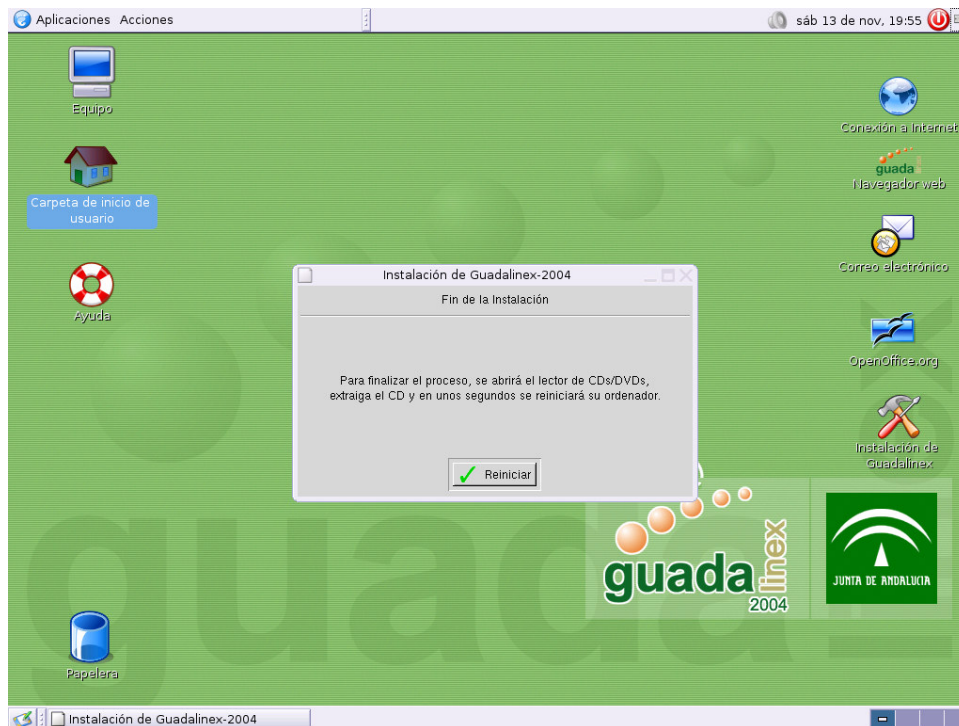 Aplicaciones Acciones
sáb 13 de nov, 19:55
Equipo
Conexión a Internet
guada
Navegador web
Carpeta de inicio de
usuario
Correo electrónico
Ayuda
Instalación de Guadalinex-2004
Fin de la Instalación
Para finalizar el proceso, se abrirá el lector de CDs/DVDs,
extraiga el CD y en unos segundos se reiniciará su ordenador.
Reiniciar
OpenOffice.org
Instalación de
Guadalinex
guada
linex
2004
JUNTA DE ANDALUCIA
guada
Papelera
Instalación de Guadalinex-2004